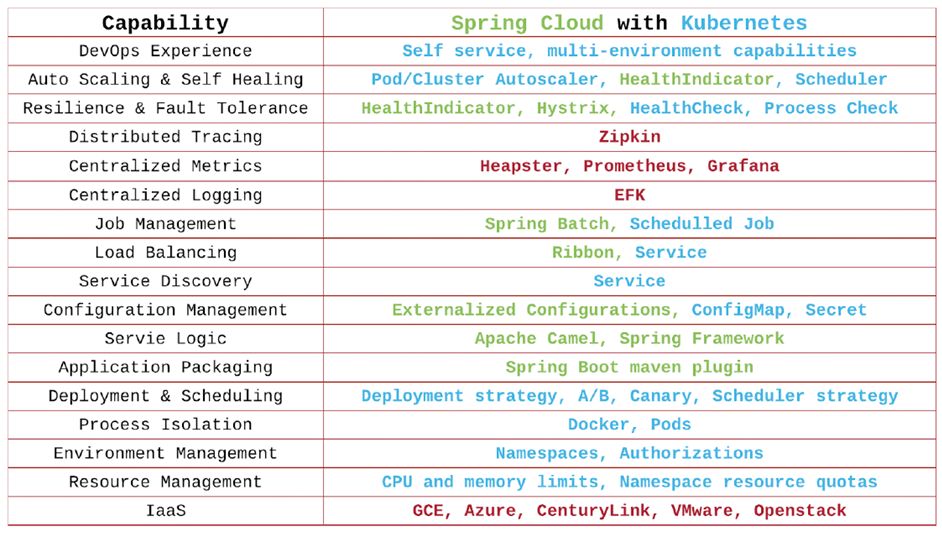 Capability Spring Cloud with Kubernetes
DevOps Experience Self service, multi-environment capabilities
Auto Scaling & Self Healing Pod/Cluster Autoscaler, HealthIndicator, Scheduler
Resilience & Fault Tolerance HealthIndicator, Hystrix, HealthCheck, Process Check
Distributed Tracing Zipkin
Centralized Metrics Heapster, Prometheus, Grafana
Centralized Logging EFK
Job Management Spring Batch, Schedulled Job
Load Balancing Ribbon, Service
Service Discovery Service
Configuration Management Externalized Configurations, ConfigMap, Secret
Servie Logic Apache Camel, Spring Framework
Application Packaging Spring Boot maven plugin
Deployment & Scheduling Deployment strategy, A/B, Canary, Scheduler strategy
Process Isolation Docker, Pods
Environment Management Namespaces, Authorizations
Resource Management CPU and memory limits, Namespace resource quotas
IaaS GCE, Azure, CenturyLink, VMware, Openstack